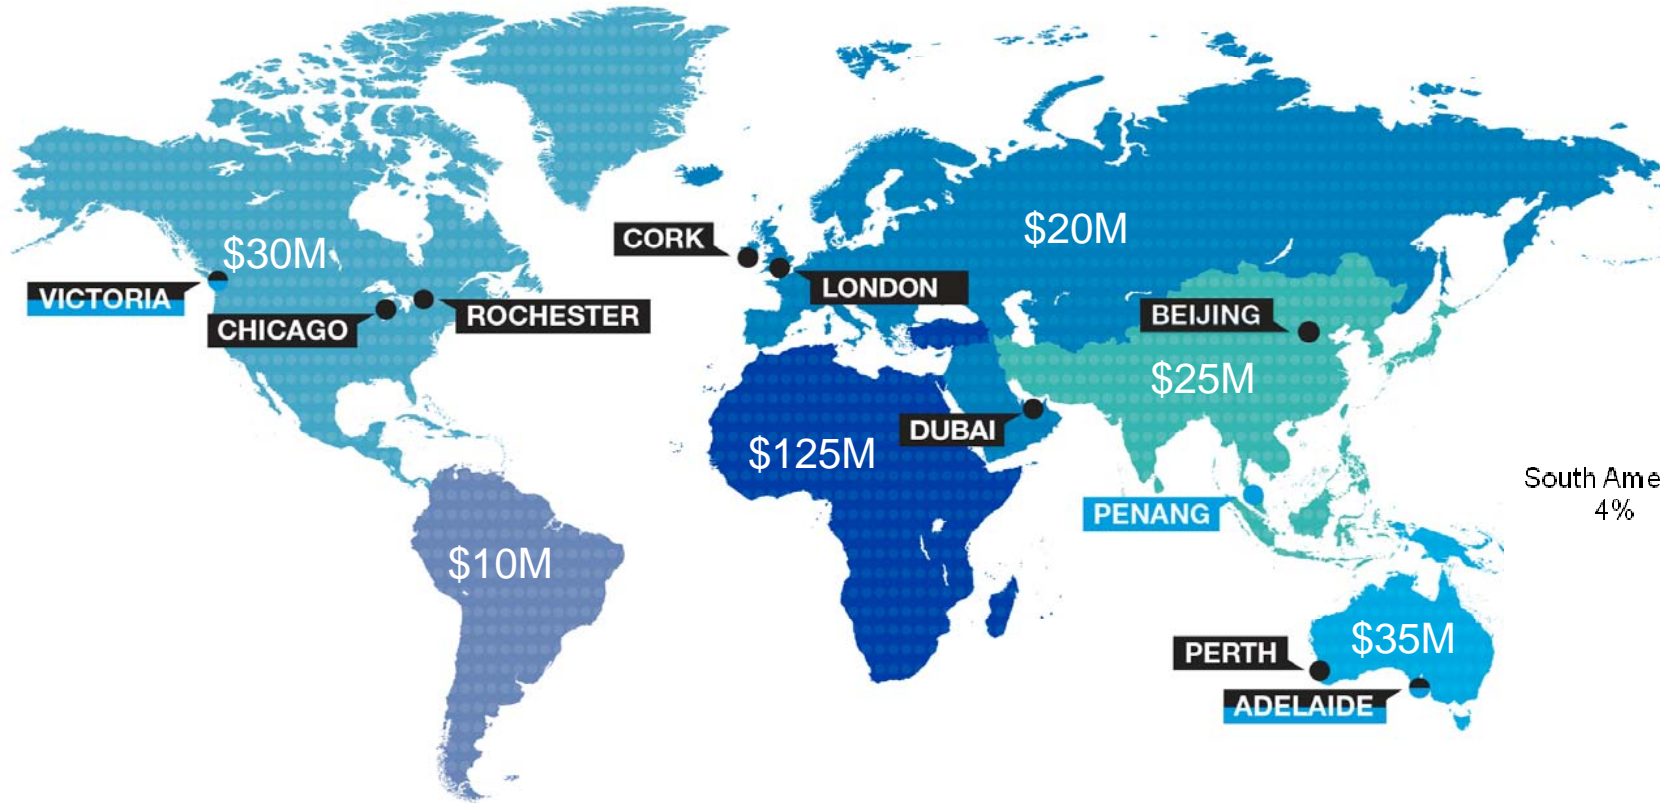 $20M
CORK
$30M
LONDON
VICTORIA
CHICAGO
ROCHESTER
BEIJING
$25M
DUBAI
$125M
South Ame
4%
PENANG
$10M
$35M
PERTH
ADELAIDE